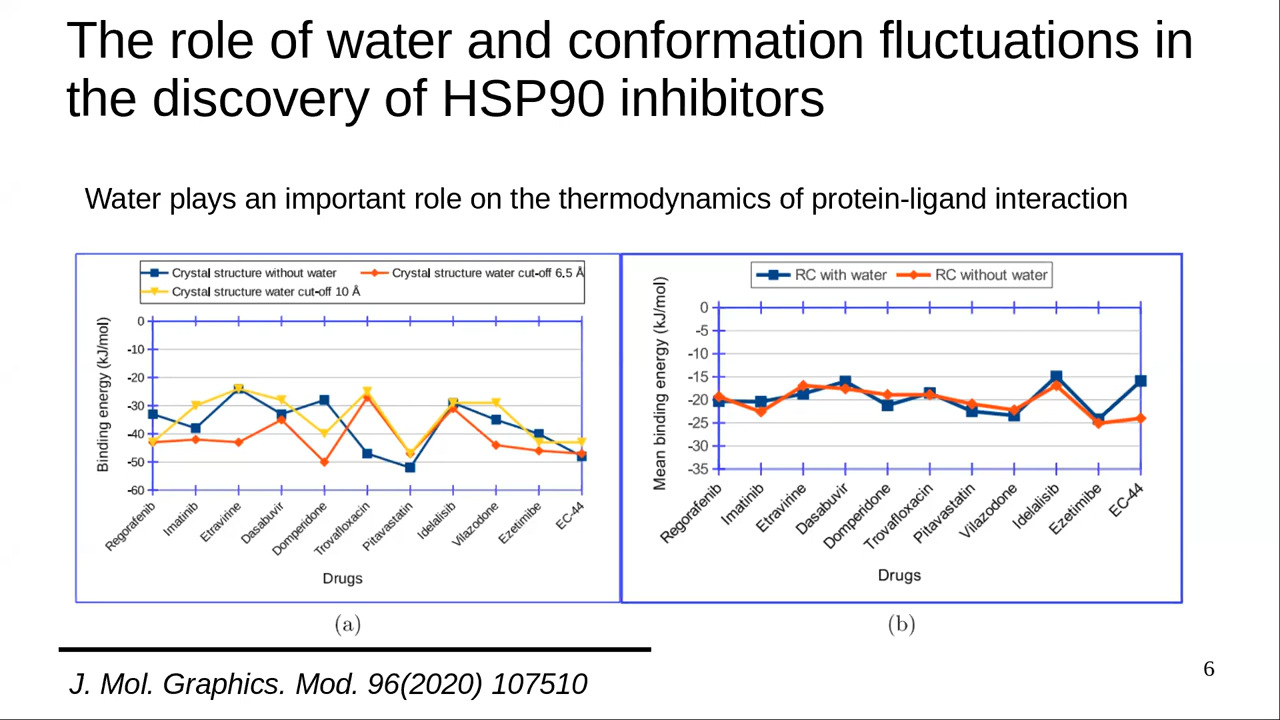 The role of water and conformation fluctuations in
the discovery of HSP90 inhibitors
Water plays an important role on the thermodynamics of protein-ligand interaction
Crystal structure without water
Crystal structure water cut-off 6.5 Å
Crystal structure water cut-off 10 Å
Binding energy (kJ/mol)
0
-10
-20
-30
-40
-50
-60
Regorafenib
Imatinib
Etravirine
Dasabuvir
Domperidone
Trovafloxacin
Pitavastatin
Idelalisib
Vilazodone
Ezetimibe
EC-44
Drugs
(a)
RC with water
RC without water
Mean binding energy (kJ/mol)
0
-5
-10
-15
-20
-25
-30
-35
Regorafenib
Imatinib
Etravirine
Dasabuvir
Domperidone
Trovafloxacin
Pitavastatin
Vilazodone
Idelalisib
Ezetimibe
EC-44
Drugs
(b)
J. Mol. Graphics. Mod. 96(2020) 107510
6